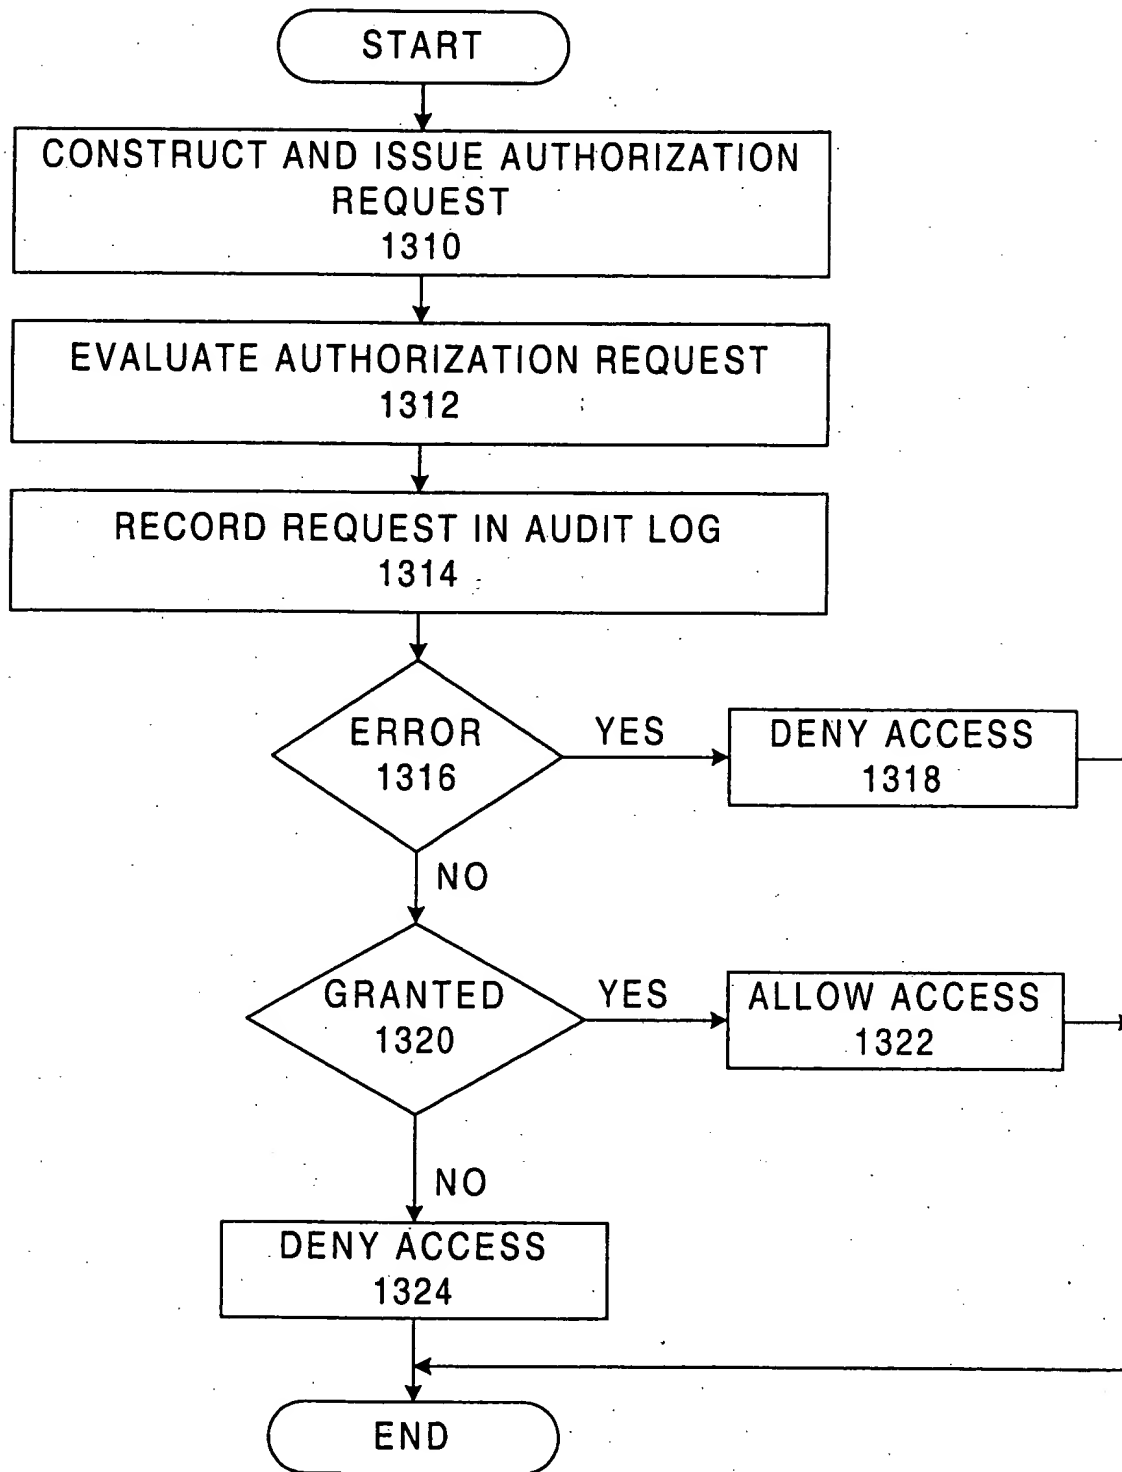 START
CONSTRUCT AND ISSUE AUTHORIZATION
REQUEST
1310
EVALUATE AUTHORIZATION REQUEST
1312
RECORD REQUEST IN AUDIT LOG
1314
ERROR
1316
YES
DENY ACCESS
1318
NO
GRANTED
1320
YES
ALLOW ACCESS
1322
NO
DENY ACCESS
1324
END